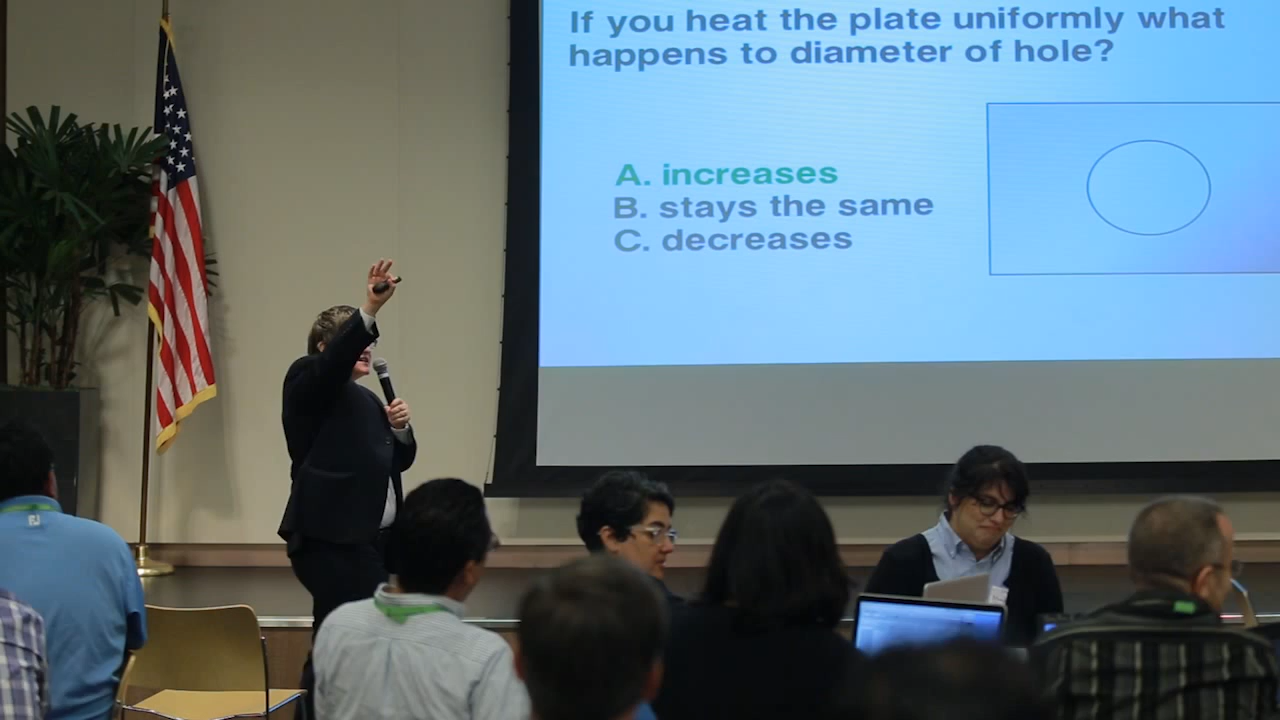 If you heat the plate uniformly what
happens to diameter of hole?
A. increases
B. stays the same
C. decreases